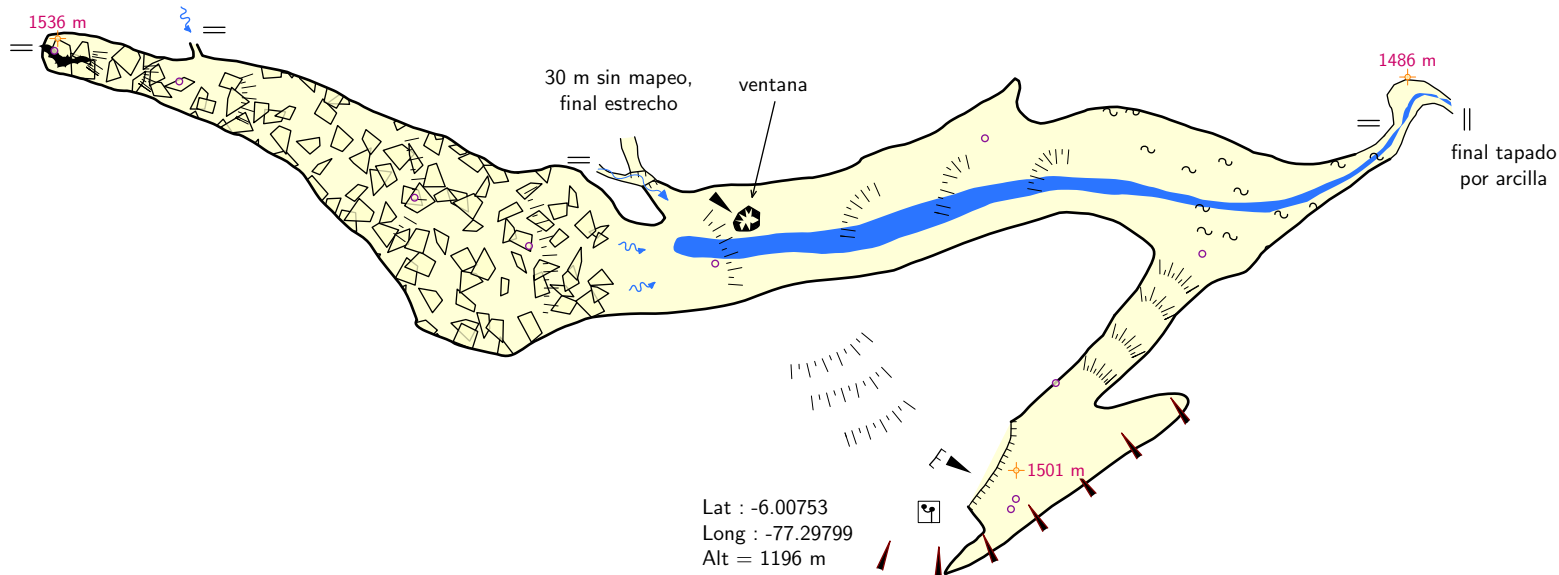 1536 m
30 m sin mapeo,
final estrecho
ventana
1486 m
final tapado
por arcilla
1501 m
Lat : -6.00753
Long : -77.29799
Alt = 1196 m